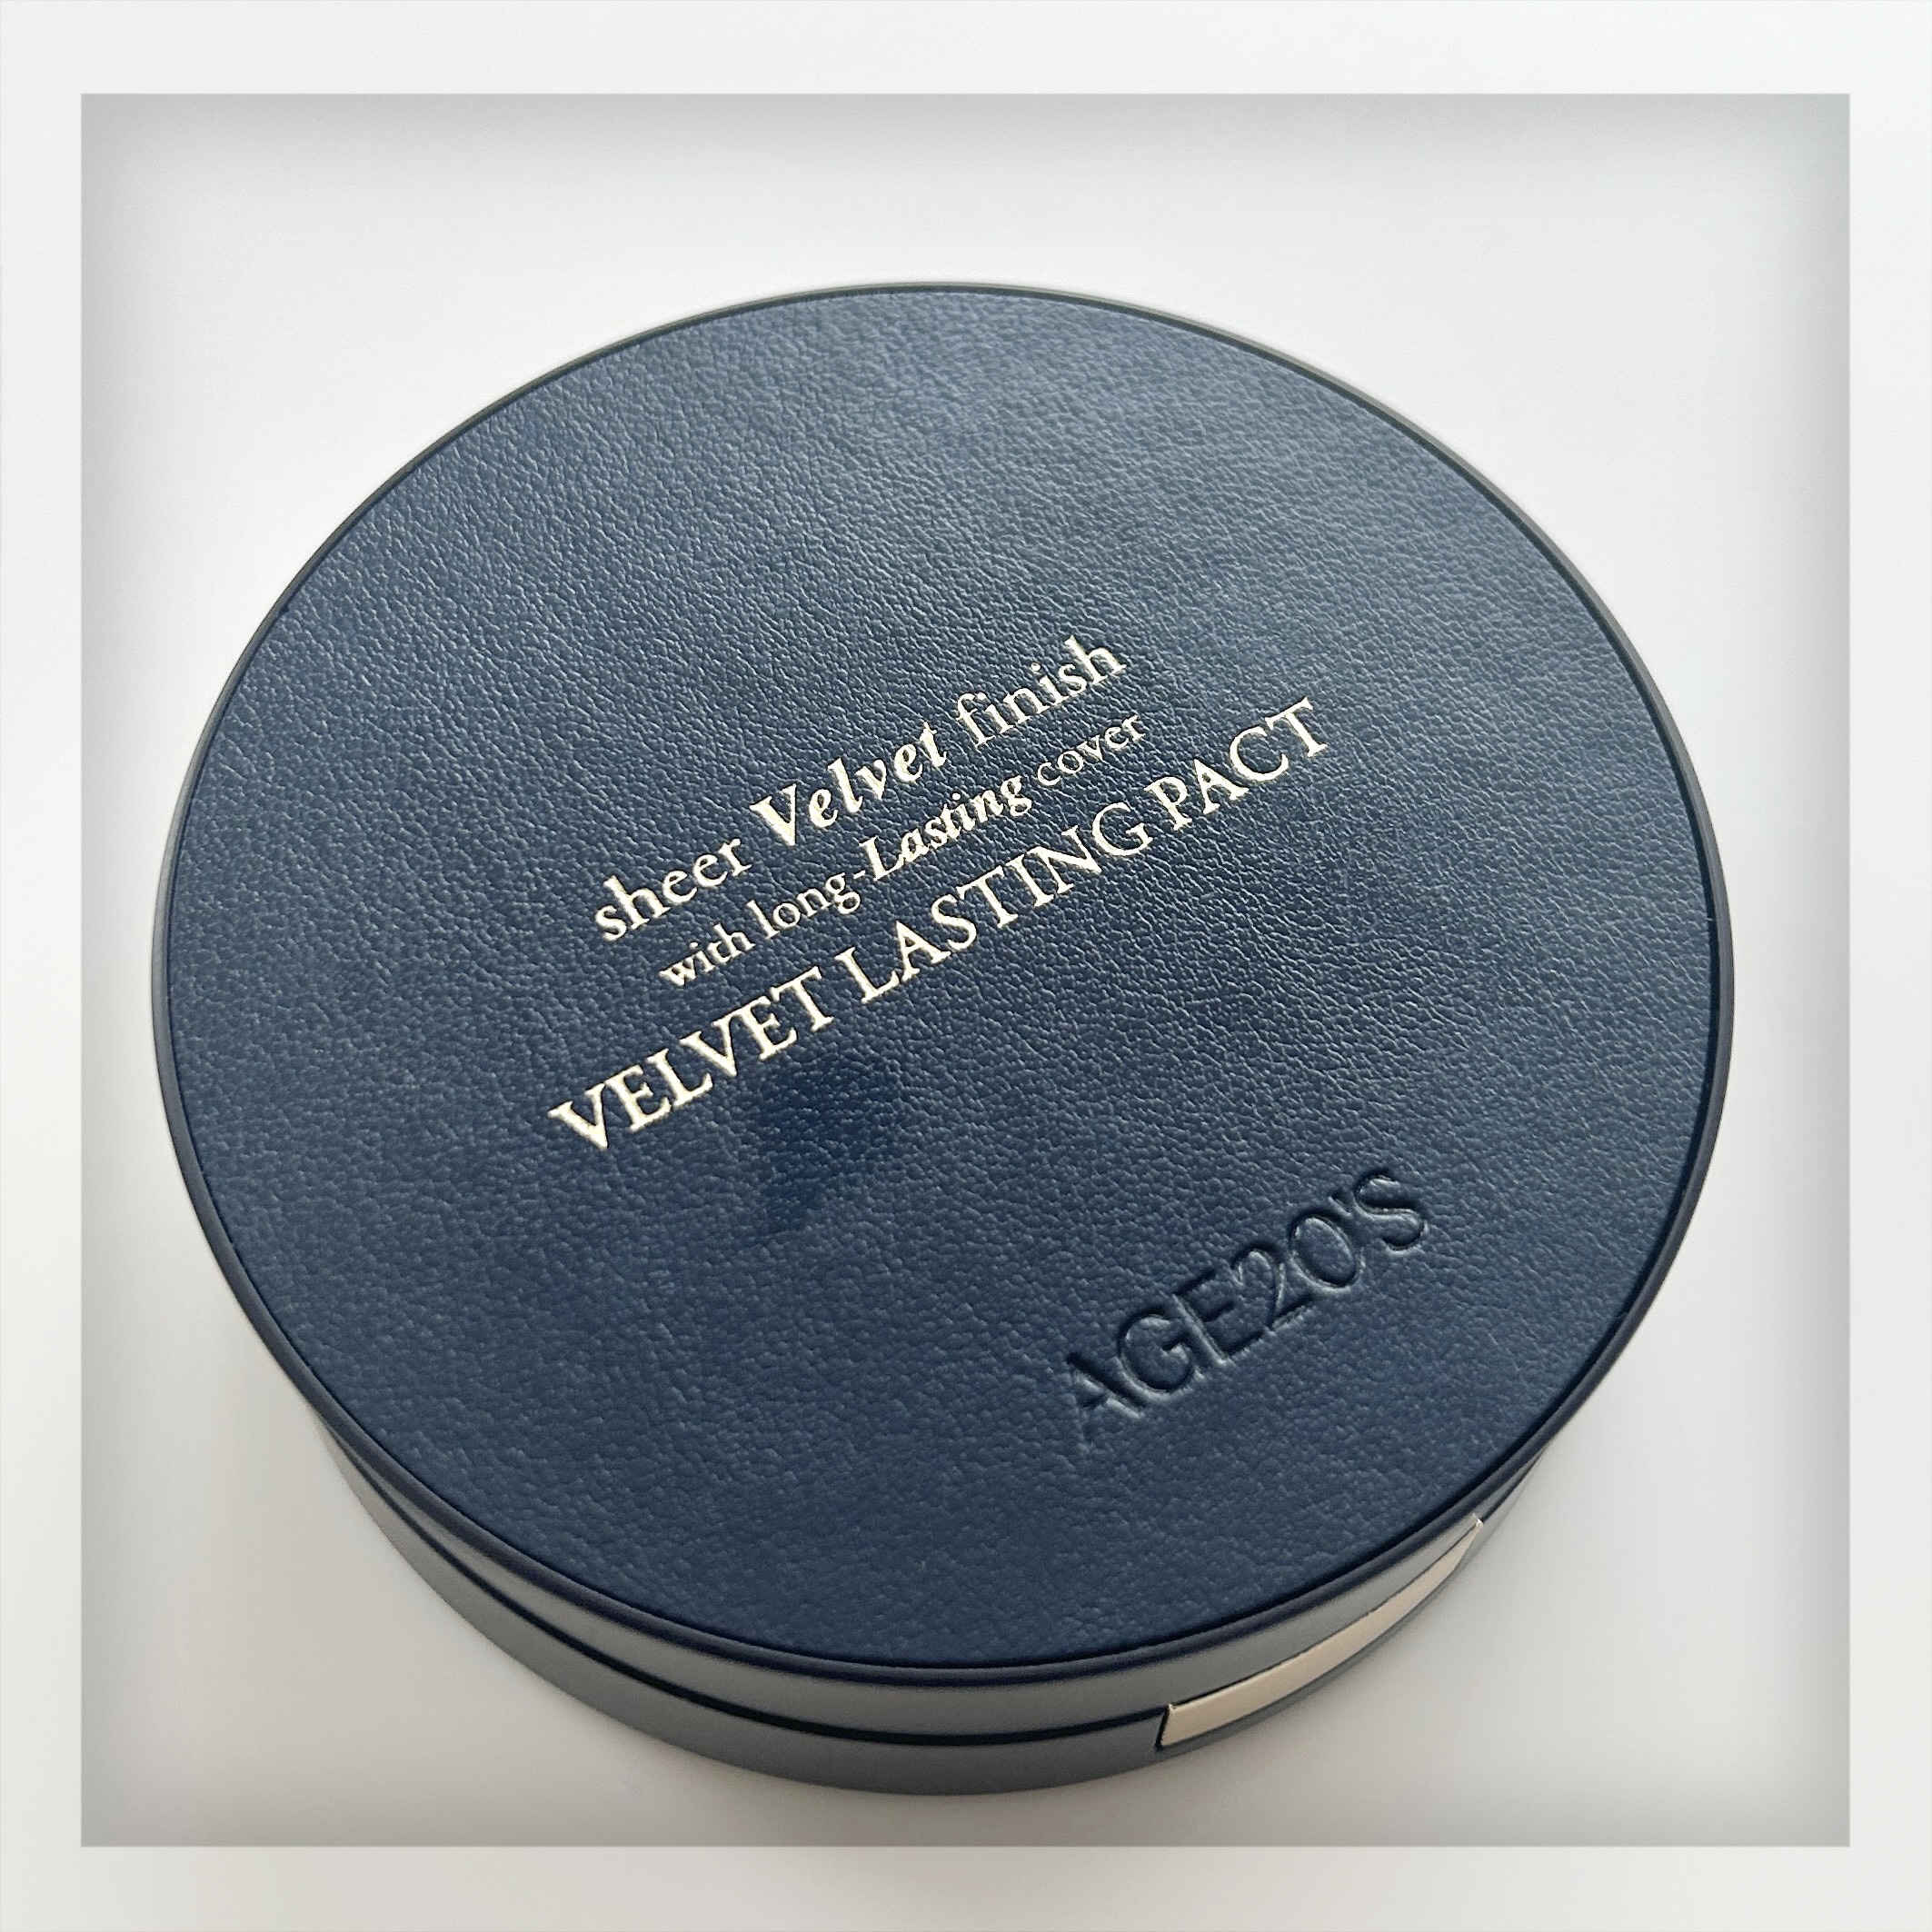 sheer Velvet finish
with long-Lasting cover
VELVET LASTING PACT
AGE20'S